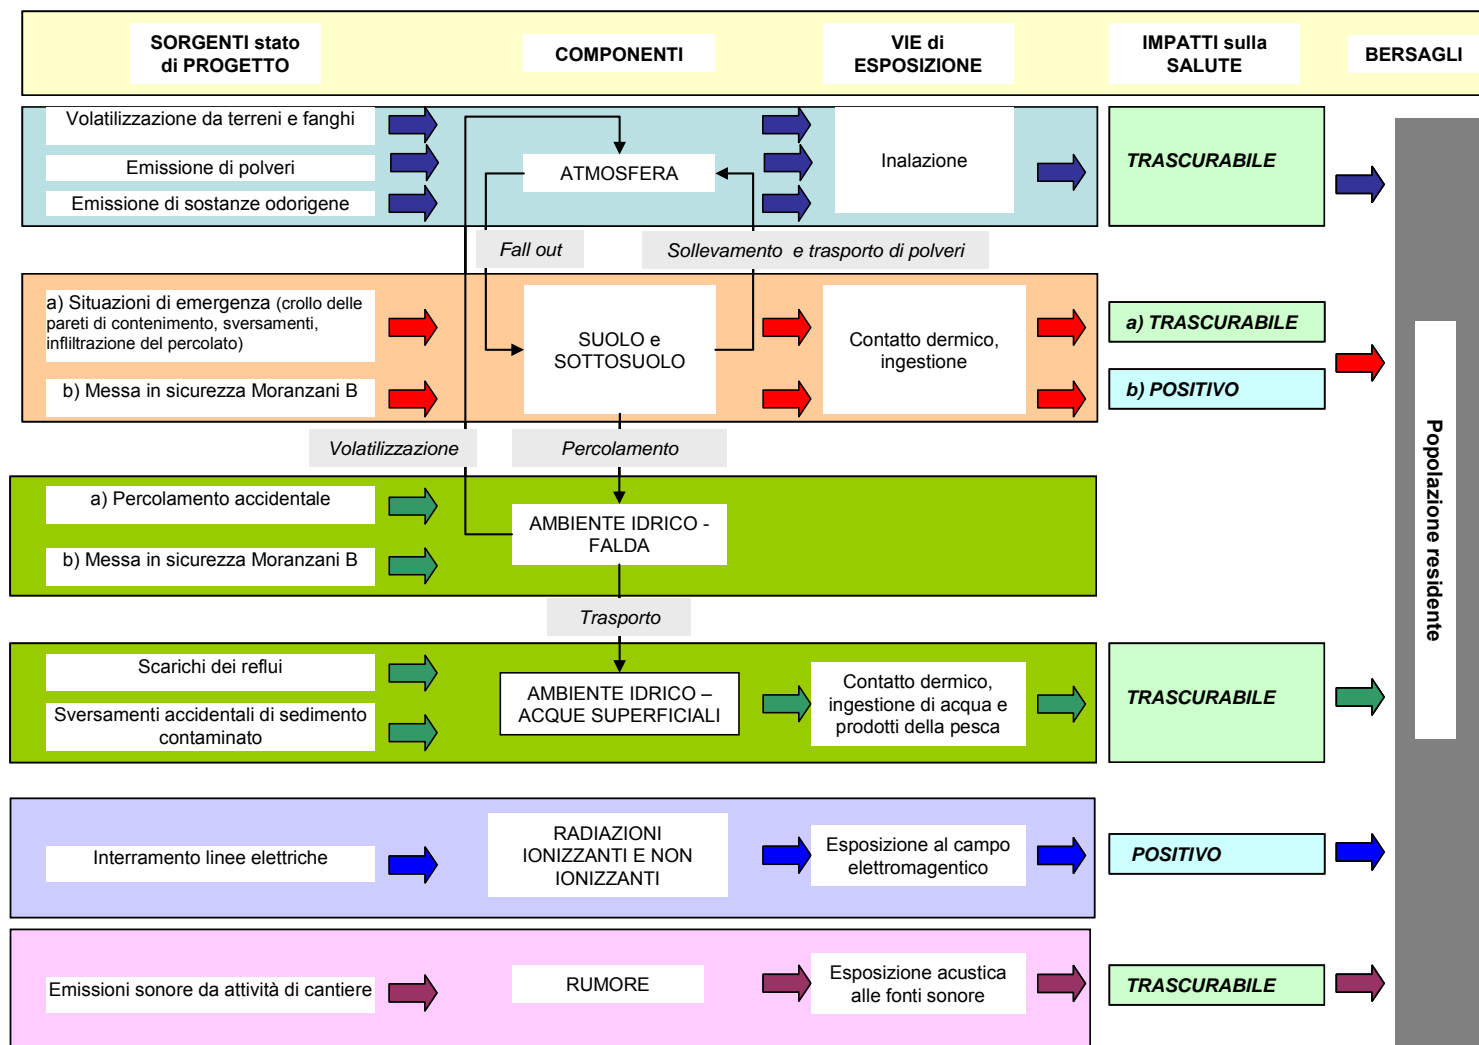 SORGENTI stato
di PROGETTO
COMPONENTI
VIE di
ESPOSIZIONE
IMPATTI sulla
SALUTE
BERSAGLI
Volatilizzazione da terreni e fanghi
Emissione di polveri
Emissione di sostanze odorigene
ATMOSFERA
Inalazione
TRASCURABILE
Fall out
Sollevamento e trasporto di polveri
a) Situazioni di emergenza (crollo delle
pareti di contenimento, sversamenti,
infiltrazione del percolato)
b) Messa in sicurezza Moranzani B
SUOLO e
SOTTOSUOLO
Contatto dermico,
ingestione
a) TRASCURABILE
b) POSITIVO
Volatilizzazione
Percolamento
a) Percolamento accidentale
b) Messa in sicurezza Moranzani B
AMBIENTE IDRICO -
FALDA
Trasporto
Scarichi dei reflui
Sversamenti accidentali di sedimento
contaminato
AMBIENTE IDRICO –
ACQUE SUPERFICIALI
Contatto dermico,
ingestione di acqua e
prodotti della pesca
TRASCURABILE
Interramento linee elettriche
RADIAZIONI
IONIZZANTI E NON
IONIZZANTI
Esposizione al campo
elettromagentico
POSITIVO
Emissioni sonore da attività di cantiere
RUMORE
Esposizione acustica
alle fonti sonore
TRASCURABILE
Popolazione residente